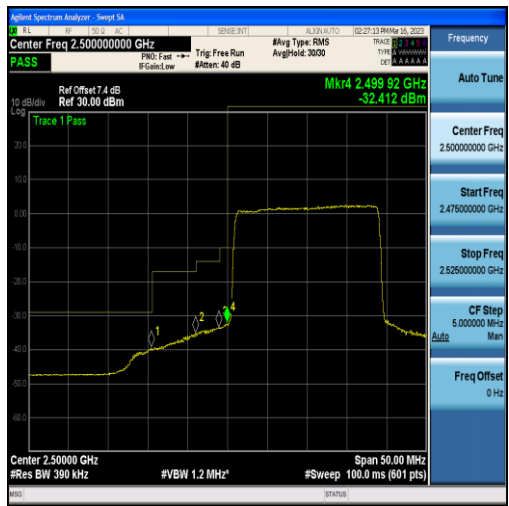 Agilent Spectrum Analyzer - Swept SA
RL RF 50 Ω AC SENSE:INT ALIGN AUTO 02:27:13 PM Mar 16, 2023
Center Freq 2.500000000 GHz
PASS
PNO: Fast
IFGain:Low
Trig: Free Run
#Atten: 40 dB
#Avg Type: RMS
Avg|Hold: 30/30
TRACE 1 2 3 4 5 6
TYPE A WWWWW
DET A A A A A A
Ref Offset 7.4 dB
Ref 30.00 dBm
10 dB/div
Log
Mkr4 2.499 92 GHz
-32.412 dBm
Trace 1 Pass
20.0
10.0
0.00
-10.0
-20.0
-30.0
-40.0
-50.0
-60.0
1
2
4
Center 2.50000 GHz
#Res BW 390 kHz
#VBW 1.2 MHz*
Span 50.00 MHz
#Sweep 100.0 ms (601 pts)
MSG
STATUS
Frequency
Auto Tune
Center Freq
2.500000000 GHz
Start Freq
2.475000000 GHz
Stop Freq
2.525000000 GHz
CF Step
5.000000 MHz
Auto Man
Freq Offset
0 Hz